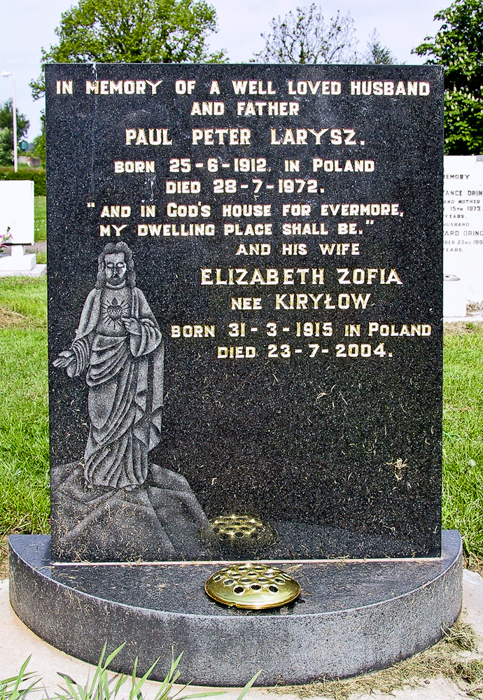 IN MEMORY OF A WELL LOVED HUSBAND
AND FATHER
PAUL PETER LARYSZ.
BORN 25-6-1912, IN POLAND
DIED 28-7-1972.
"AND IN GOD'S HOUSE FOR EVERMORE,
MY DWELLING PLACE SHALL BE."
AND HIS WIFE
ELIZABETH ZOFIA
NEE KIRYŁOW
BORN 31-3-1915 IN POLAND
DIED 23-7-2004.
MEMORY